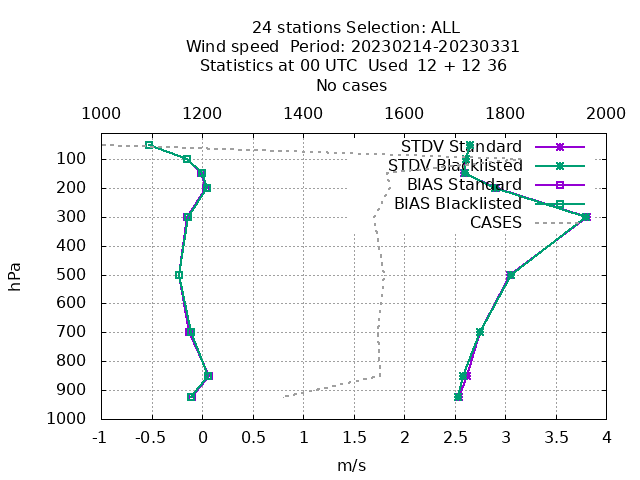 24 stations Selection: ALL
Wind speed  Period: 20230214-20230331
Statistics at 00 UTC  Used  12 + 12 36
No cases
1000 1200 1400 1600 1800 2000
STDV Standard
STDV Blacklisted
BIAS Standard
BIAS Blacklisted
CASES
100
200
300
400
500
600
700
800
900
1000
hPa
-1 -0.5 0 0.5 1 1.5 2 2.5 3 3.5 4
m/s